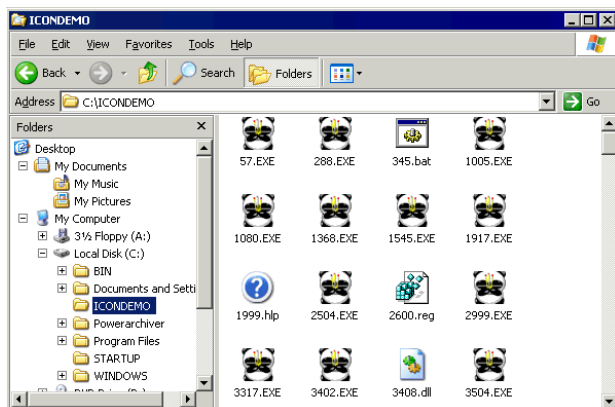 ICONDEMO
File Edit View Favorites Tools Help
Back Search Folders
Address C:\ICONDEMO Go
Folders x
Desktop
My Documents
My Music
My Pictures
My Computer
3½ Floppy (A:)
Local Disk (C:)
BIN
Documents and Setti
ICONDEMO
Powerarchiver
Program Files
STARTUP
WINDOWS
57.EXE 288.EXE 345.bat 1005.EXE
1080.EXE 1368.EXE 1545.EXE 1917.EXE
1999.hlp 2504.EXE 2600.reg 2999.EXE
3317.EXE 3402.EXE 3408.dll 3504.EXE